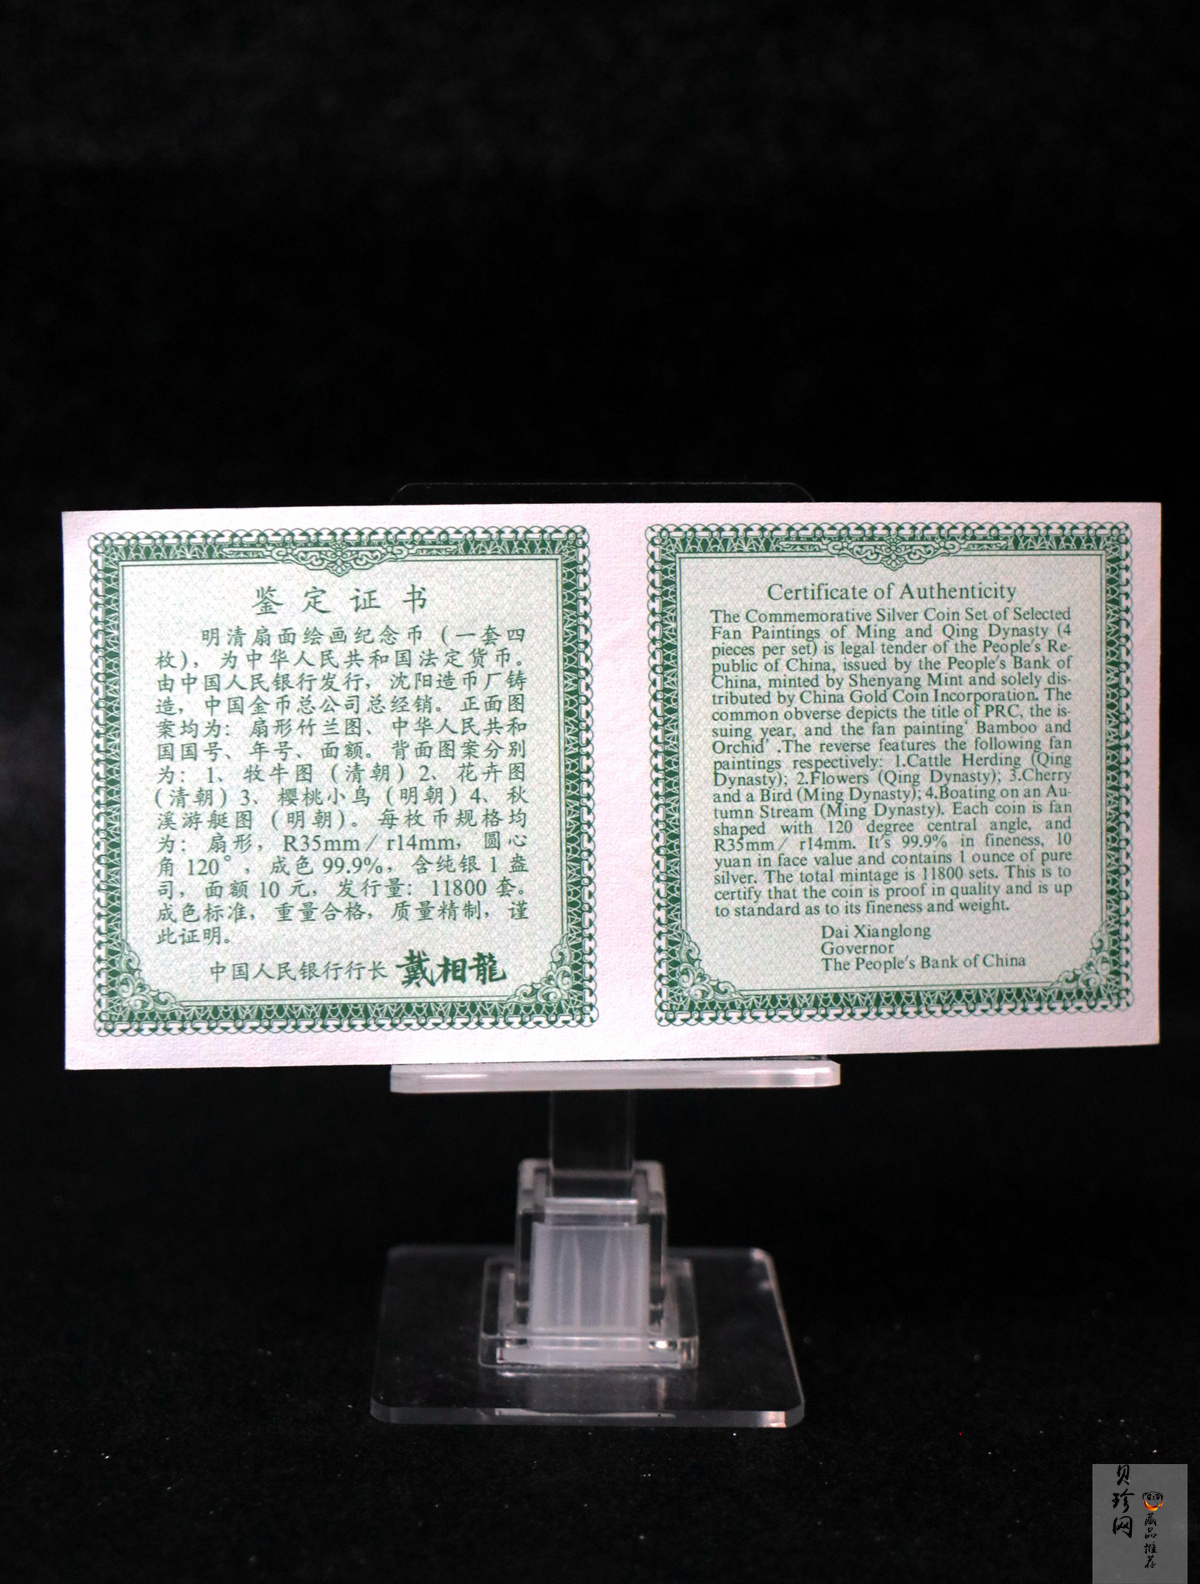 鉴定证书
明清扇面绘画纪念币（一套四
枚），为中华人民共和国法定货币。
由中国人民银行发行，沈阳造币厂铸
造，中国金币总公司总经销。正面图
案均为：扇形竹兰图、中华人民共和
国国号、年号、面额。背面图案分别
为：1、牧牛图（清朝）2、花卉图
（清朝）3、樱桃小鸟（明朝）4、秋
溪游艇图（明朝）。每枚币规格均
为：扇形，R35mm／r14mm，圆心
角120°，成色99.9%，含纯银1盎
司，面额10元，发行量：11800套。
成色标准，重量合格，质量精制，谨
此证明。
中国人民银行行长 戴相龍
Certificate of Authenticity
The Commemorative Silver Coin Set of Selected
Fan Paintings of Ming and Qing Dynasty (4
pieces per set) is legal tender of the People's Re-
public of China, issued by the People's Bank of
China, minted by Shenyang Mint and solely dis-
tributed by China Gold Coin Incorporation. The
common obverse depicts the title of PRC, the is-
suing year, and the fan painting' Bamboo and
Orchid' .The reverse features the following fan
paintings respectively: 1.Cattle Herding (Qing
Dynasty); 2.Flowers (Qing Dynasty); 3.Cherry
and a Bird (Ming Dynasty); 4.Boating on an Au-
tumn Stream (Ming Dynasty). Each coin is fan
shaped with 120 degree central angle, and
R35mm／ r14mm. It's 99.9% in fineness, 10
yuan in face value and contains 1 ounce of pure
silver. The total mintage is 11800 sets. This is to
certify that the coin is proof in quality and is up
to standard as to its fineness and weight.
Dai Xianglong
Governor
The People's Bank of China
贝珍网
藏品推荐